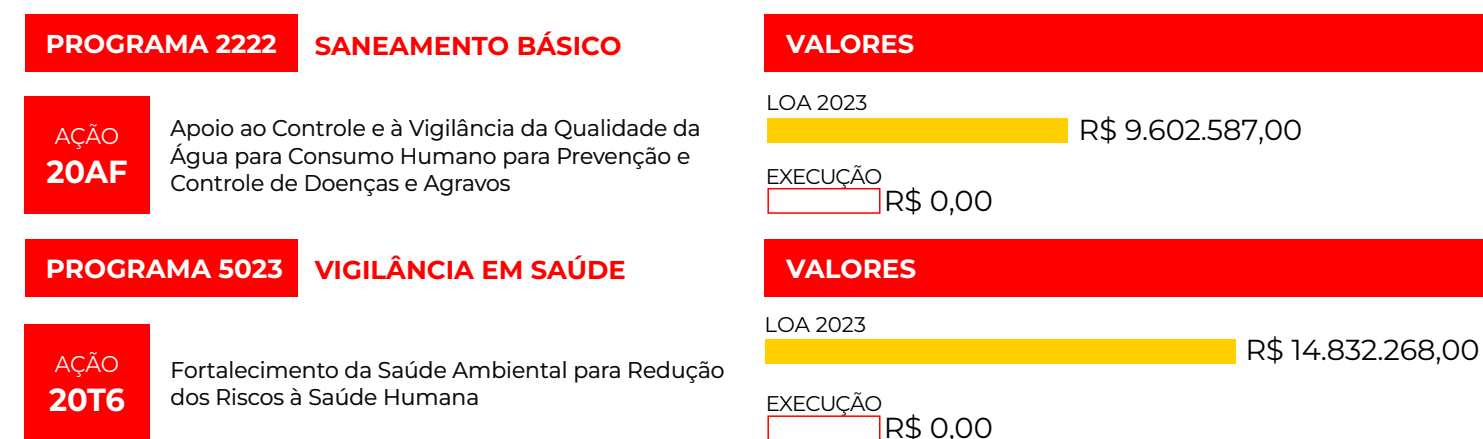 PROGRAMA 2222
SANEAMENTO BÁSICO
VALORES
AÇÃO
20AF
Apoio ao Controle e à Vigilância da Qualidade da
Água para Consumo Humano para Prevenção e
Controle de Doenças e Agravos
LOA 2023
R$ 9.602.587,00
EXECUÇÃO
R$ 0,00
PROGRAMA 5023
VIGILÂNCIA EM SAÚDE
VALORES
AÇÃO
20T6
Fortalecimento da Saúde Ambiental para Redução
dos Riscos à Saúde Humana
LOA 2023
R$ 14.832.268,00
EXECUÇÃO
R$ 0,00